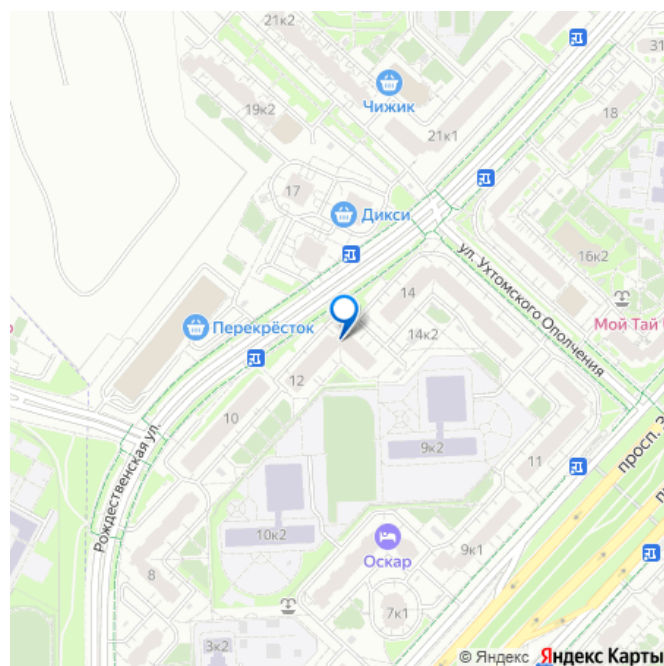 21к2
31
Чижик
19к2
18
21к1
17
Дикси
ул. Ухтомского Ополчения
16к2
14
Мой Тай
Перекрёсток
14к2
12
10
Рождественская ул.
9к2
11
просп. З
10к2
Оскар
9к1
8
7к1
3к2
© Яндекс Яндекс Карты